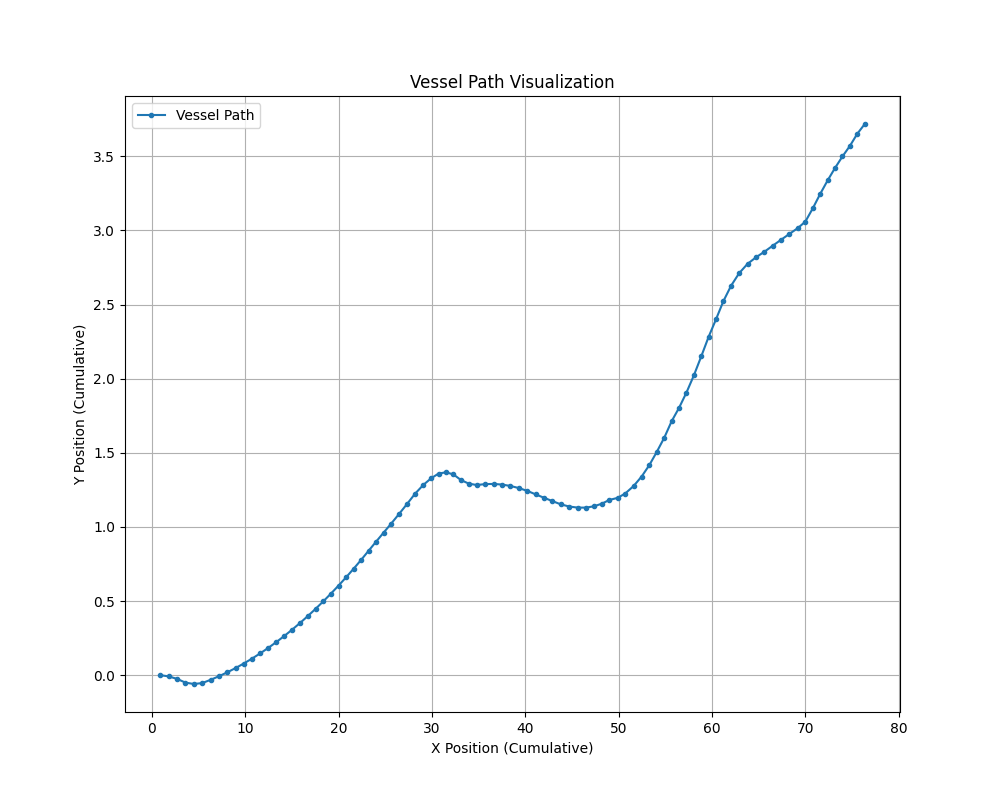 Vessel Path Visualization
Vessel Path
3.5
3.0
2.5
2.0
1.5
1.0
0.5
0.0
Y Position (Cumulative)
0 10 20 30 40 50 60 70 80
X Position (Cumulative)